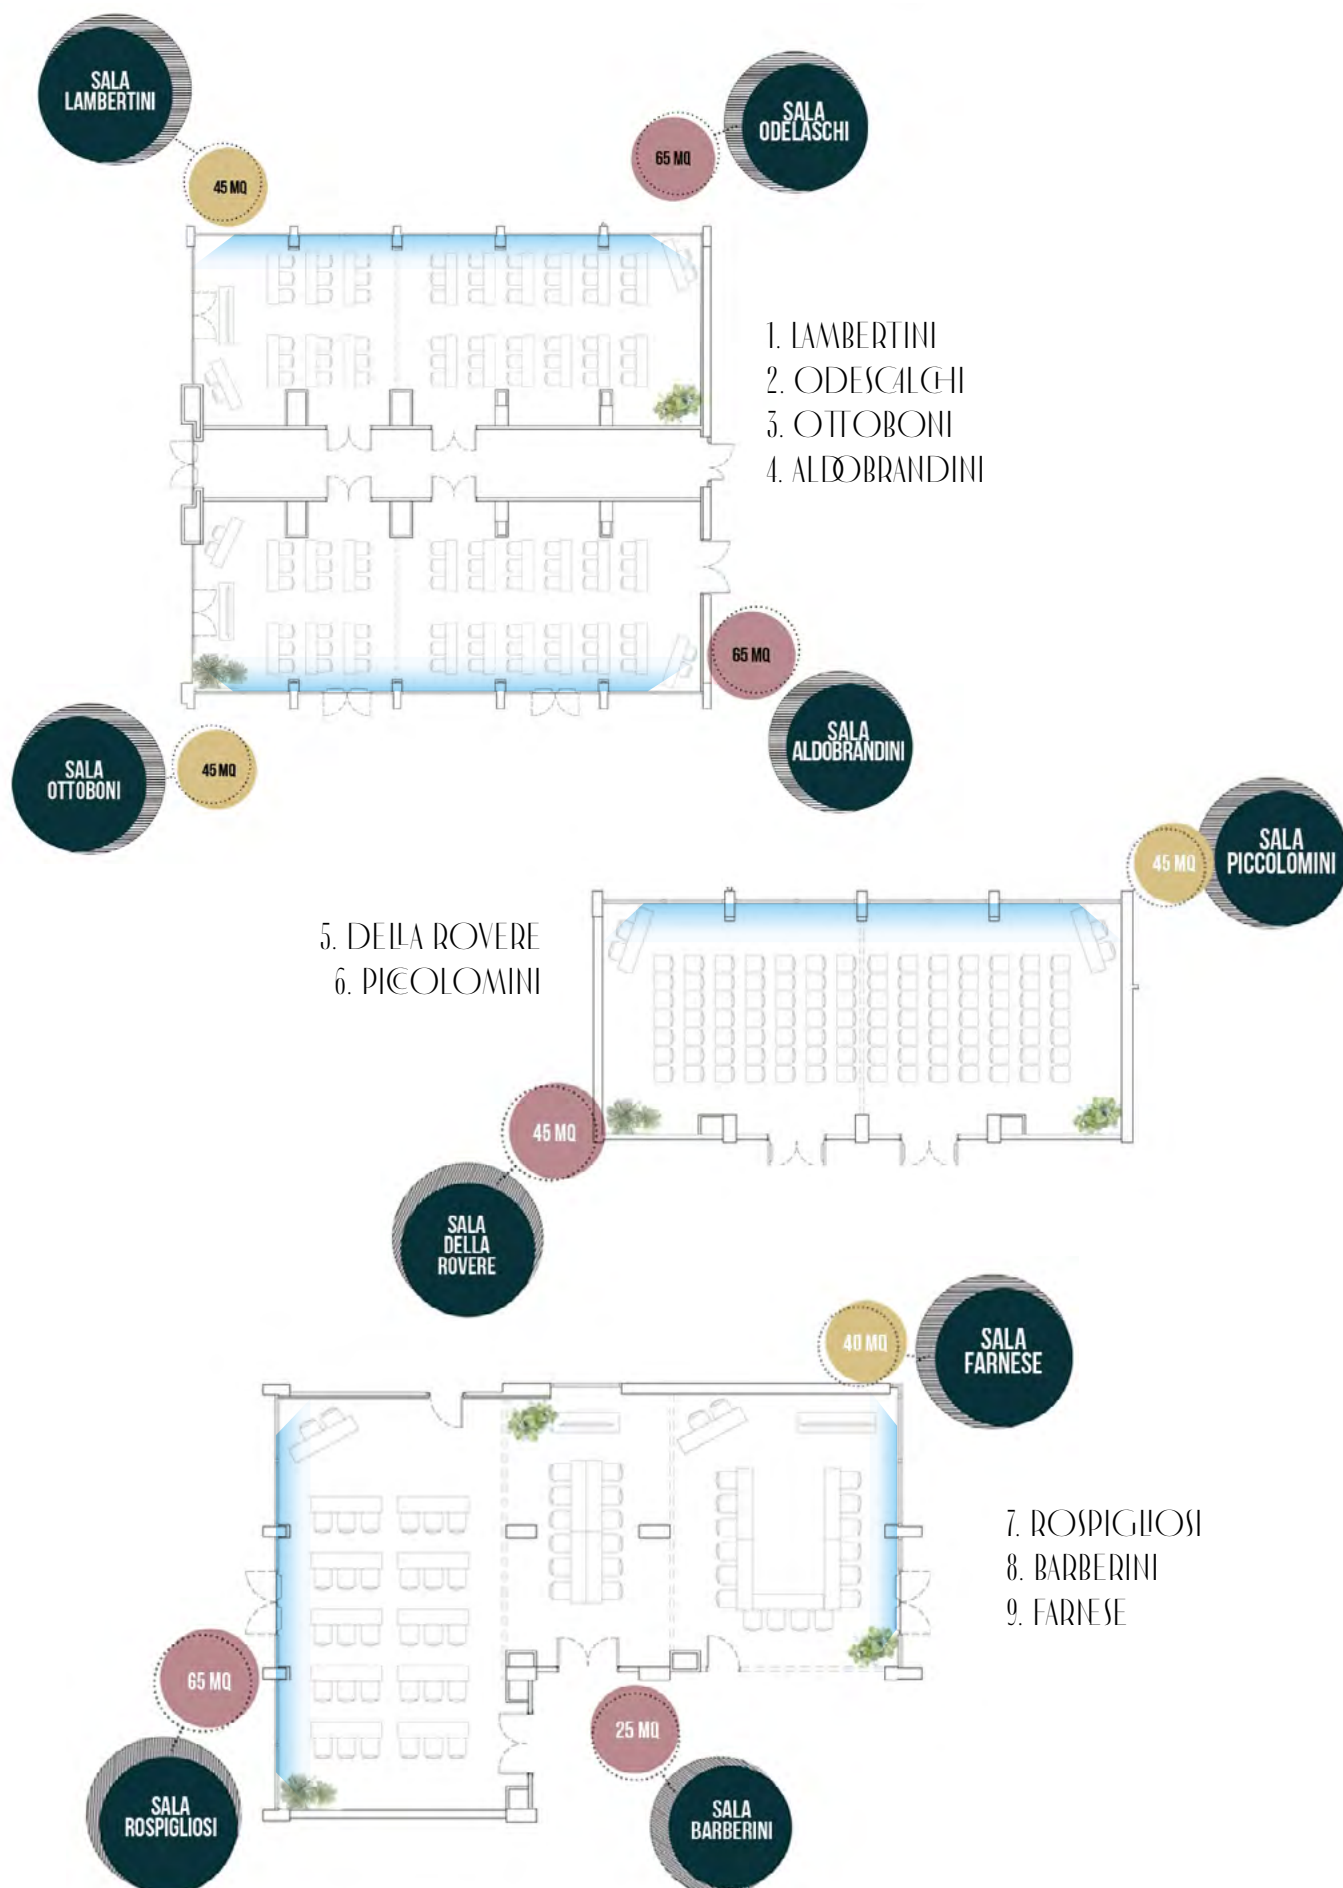 SALA
LAMBERTINI
45 MQ
SALA
ODELASCHI
65 MQ
1. LAMBERTINI
2. ODESCALCHI
3. OTTOBONI
4. ALDOBRANDINI
65 MQ
SALA
ALDOBRANDINI
SALA
OTTOBONI
45 MQ
45 MQ
SALA
PICCOLOMINI
5. DELLA ROVERE
6. PICCOLOMINI
45 MQ
SALA
DELLA
ROVERE
40 MQ
SALA
FARNESE
7. ROSPIGLIOSI
8. BARBERINI
9. FARNESE
65 MQ
SALA
ROSPIGLIOSI
25 MQ
SALA
BARBERINI